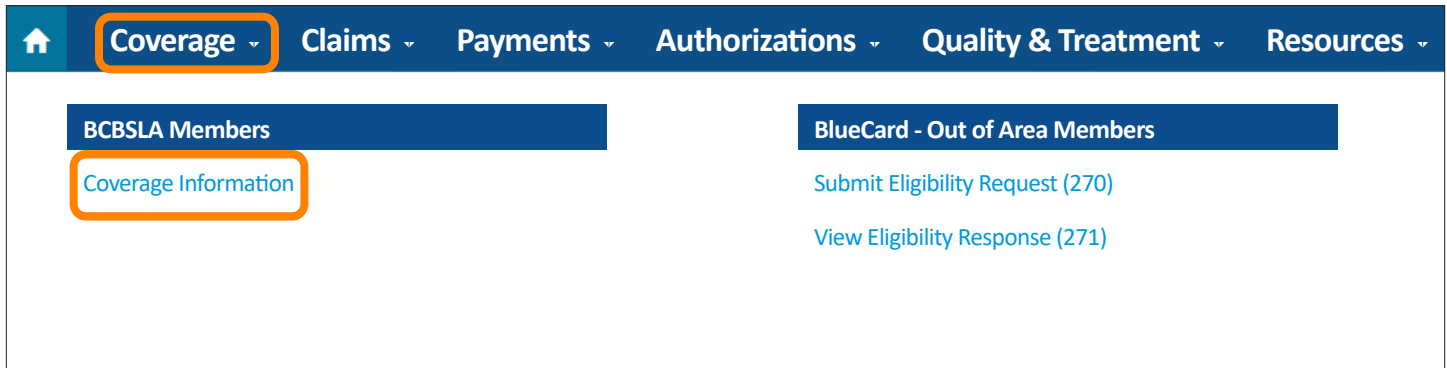 Coverage Claims Payments Authorizations Quality & Treatment Resources
BCBSLA Members
Coverage Information
BlueCard - Out of Area Members
Submit Eligibility Request (270)
View Eligibility Response (271)